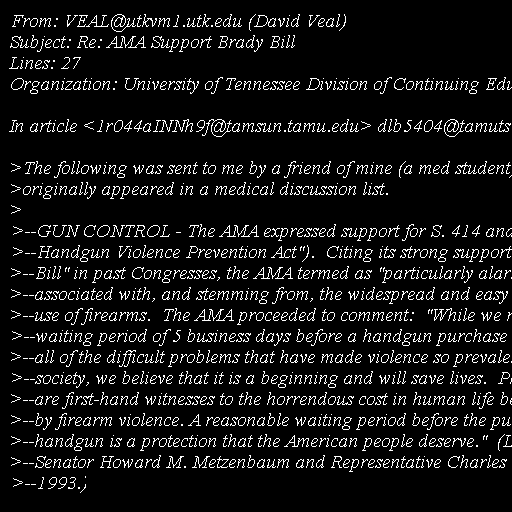 From: VEAL@utkvm1.utk.edu (David Veal)
Subject: Re: AMA Support Brady Bill
Lines: 27
Organization: University of Tennessee Division of Continuing Edu
In article <1r044aINNh9f@tamsun.tamu.edu> dlb5404@tamuts
>The following was sent to me by a friend of mine (a med student,
>originally appeared in a medical discussion list.
>
>--GUN CONTROL - The AMA expressed support for S. 414 and
>--Handgun Violence Prevention Act"). Citing its strong support
>--Bill" in past Congresses, the AMA termed as "particularly alar
>--associated with, and stemming from, the widespread and easy
>--use of firearms. The AMA proceeded to comment: "While we r
>--waiting period of 5 business days before a handgun purchase
>--all of the difficult problems that have made violence so prevale
>--society, we believe that it is a beginning and will save lives. P
>--are first-hand witnesses to the horrendous cost in human life be
>--by firearm violence. A reasonable waiting period before the pu
>--handgun is a protection that the American people deserve." (L
>--Senator Howard M. Metzenbaum and Representative Charles
>--1993.)